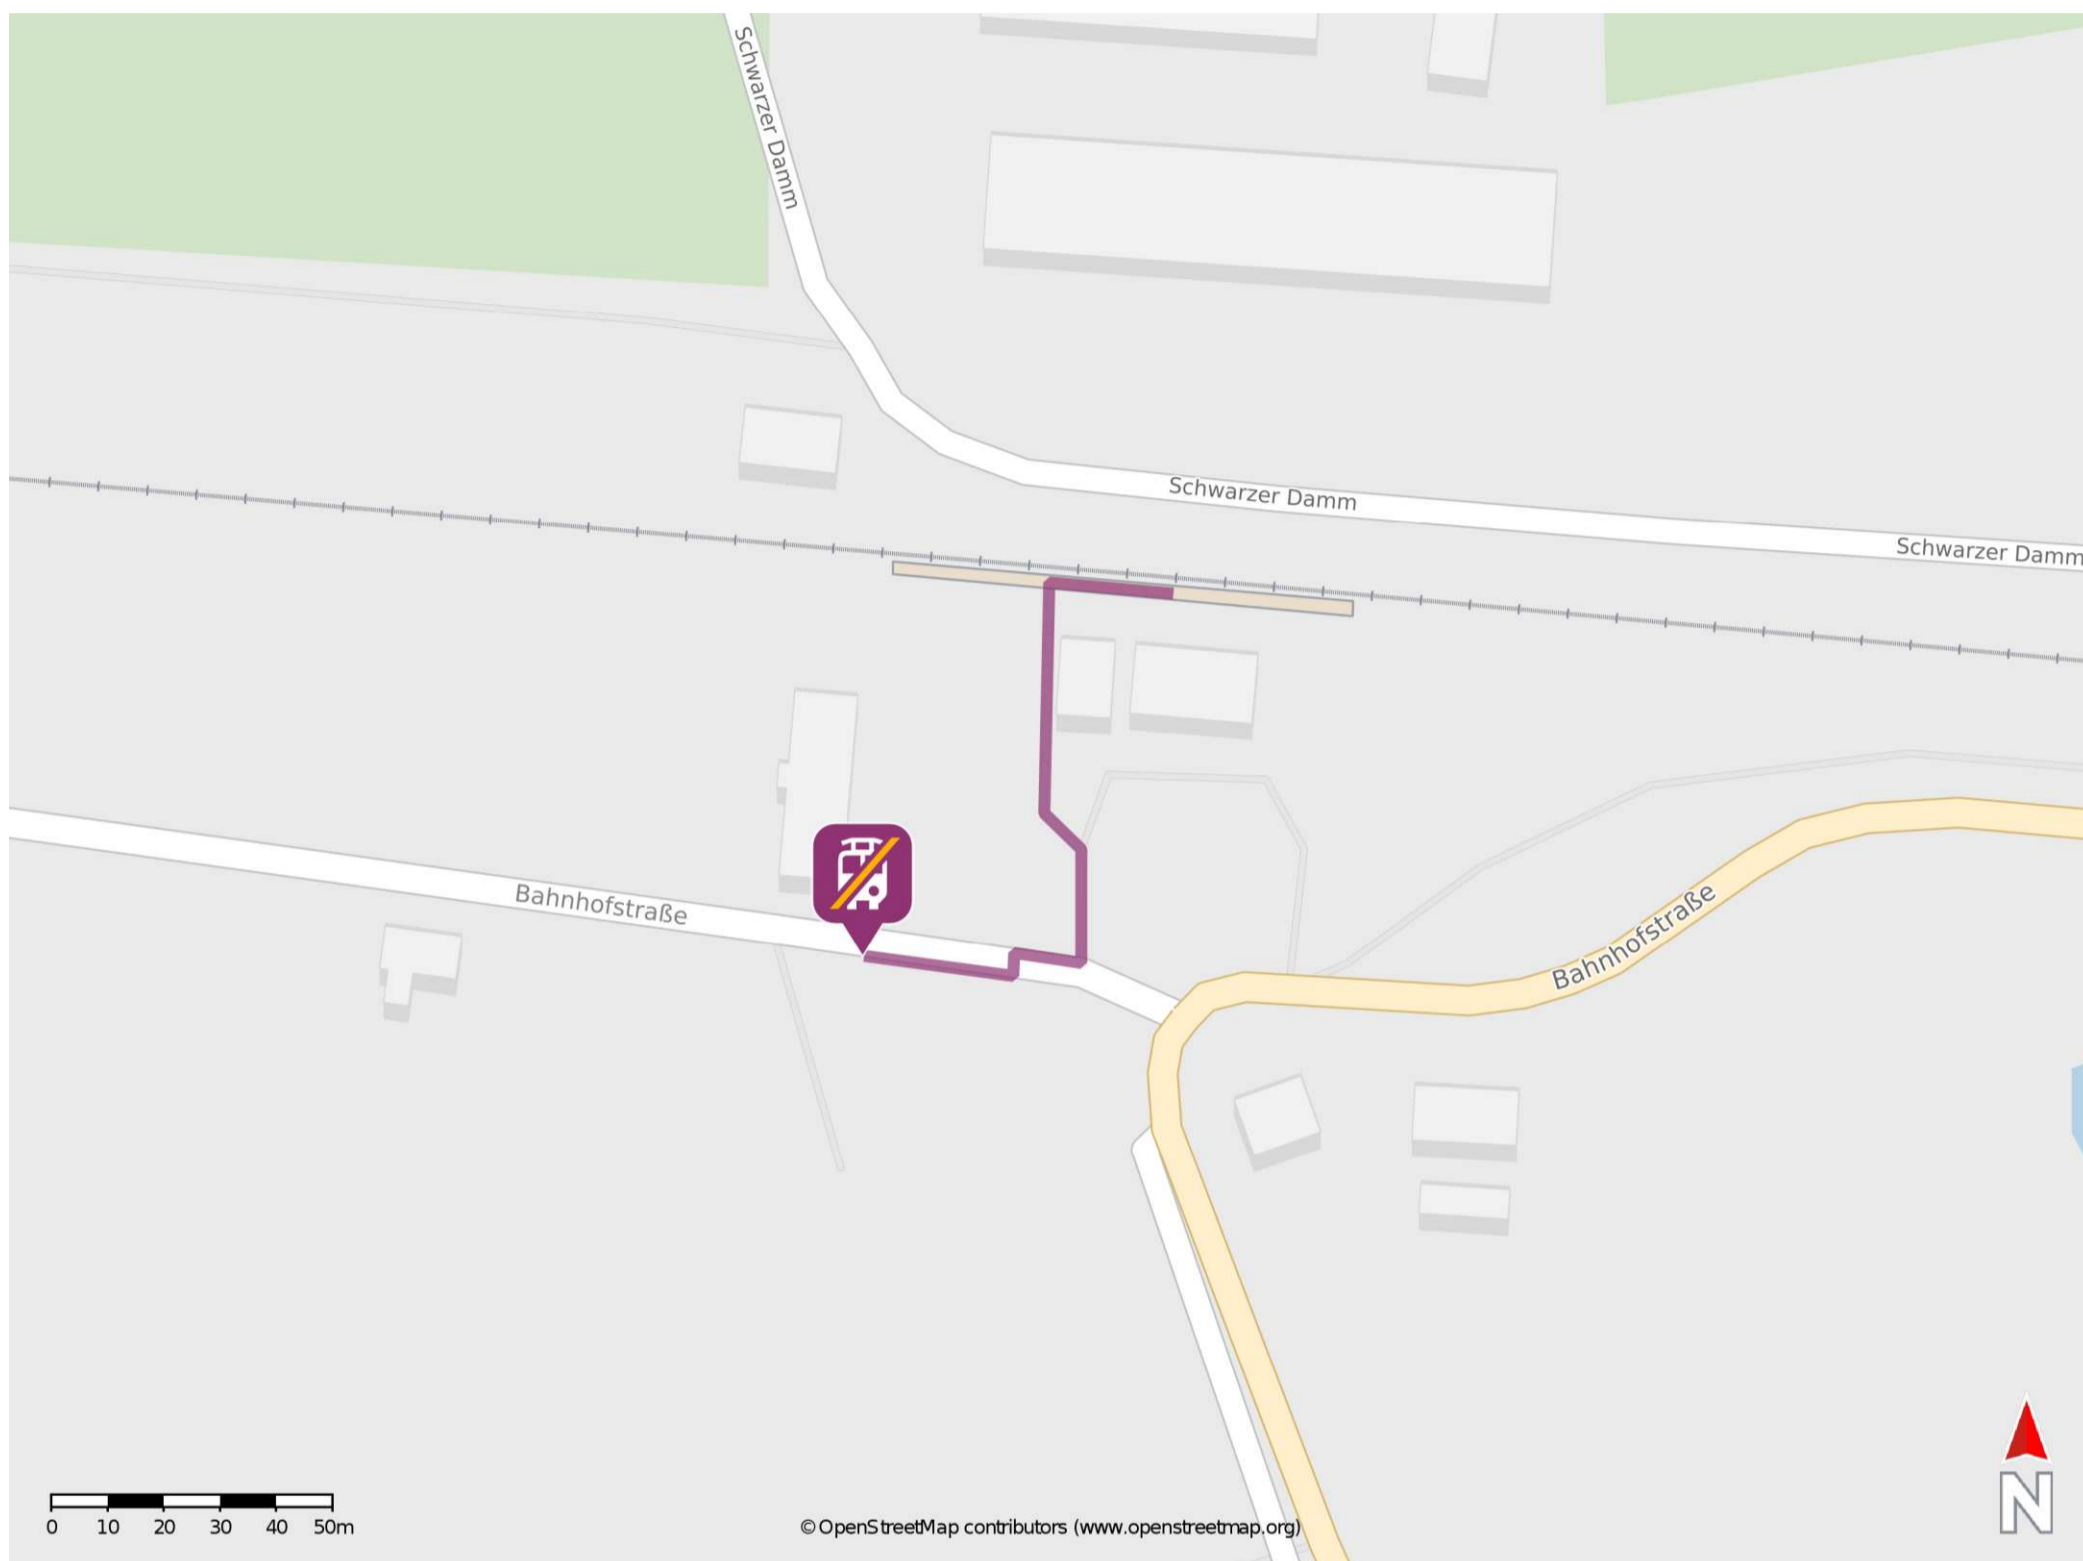 Schwarzer Damm
Schwarzer Damm
Schwarzer Damm
Bahnhofstraße
Bahnhofstraße
0 10 20 30 40 50m
© OpenStreetMap contributors (www.openstreetmap.org)
N